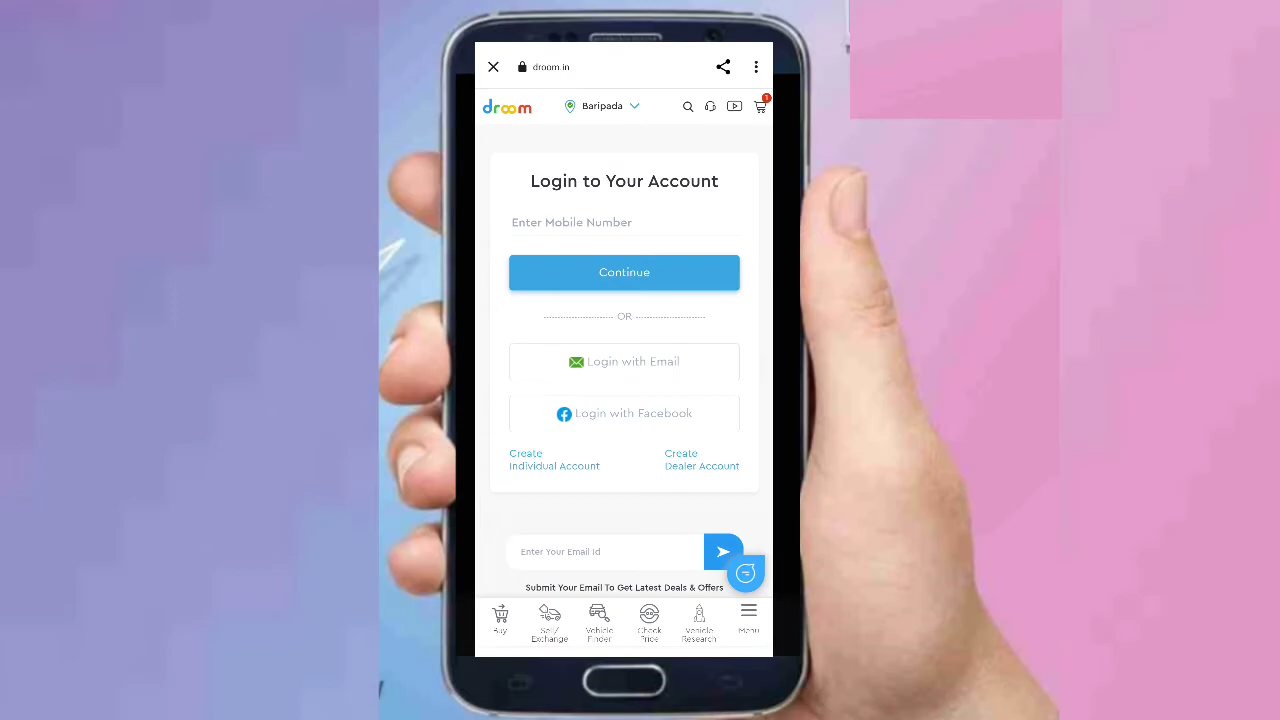 droom.in
droom
Baripada
1
Login to Your Account
Enter Mobile Number
Continue
OR
Login with Email
Login with Facebook
Create
Individual Account
Create
Dealer Account
Enter Your Email Id
Submit Your Email To Get Latest Deals & Offers
Buy
Sell/
Exchange
Vehicle
Finder
Check
Price
Vehicle
Research
Menu